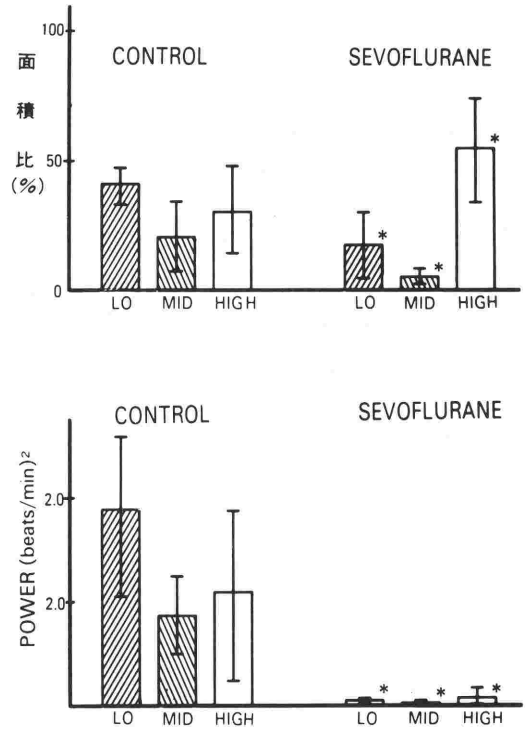 100
面積比(%)
CONTROL
SEVOFLURANE
50
*
*
*
0
LO MID HIGH
LO MID HIGH
CONTROL
SEVOFLURANE
POWER (beats/min)²
2.0
2.0
*
*
*
LO MID HIGH
LO MID HIGH